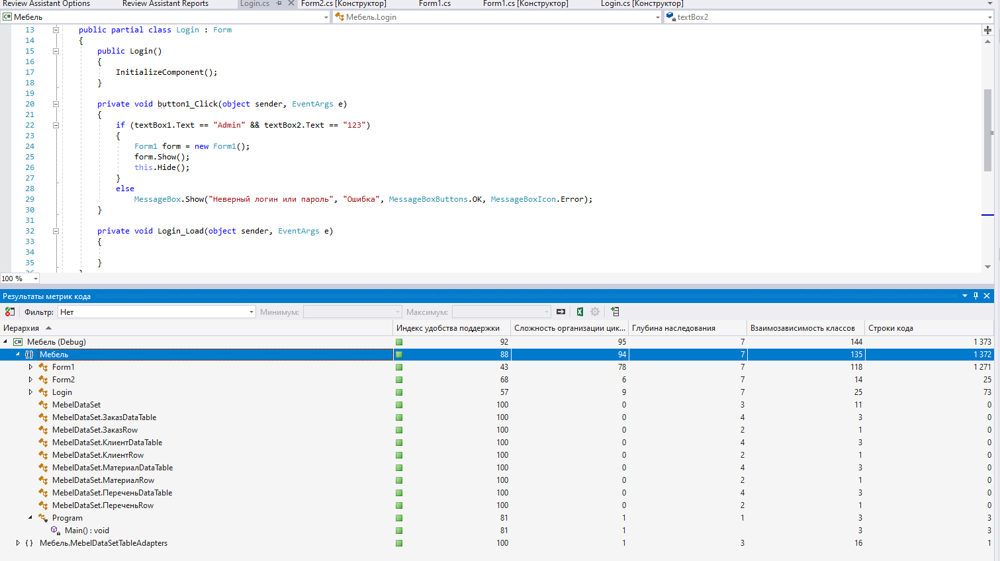 Review Assistant Options Review Assistant Reports Login.cs Form2.cs [Конструктор] Form1.cs Form1.cs [Конструктор] Login.cs [Конструктор]
C# Мебель Мебель.Login textBox2
13 public partial class Login : Form
14 {
15 public Login()
16 {
17 InitializeComponent();
18 }
19
20 private void button1_Click(object sender, EventArgs e)
21 {
22 if (textBox1.Text == "Admin" && textBox2.Text == "123")
23 {
24 Form1 form = new Form1();
25 form.Show();
26 this.Hide();
27 }
28 else
29 MessageBox.Show("Неверный логин или пароль", "Ошибка", MessageBoxButtons.OK, MessageBoxIcon.Error);
30 }
31
32 private void Login_Load(object sender, EventArgs e)
33 {
34
35 }
100 %
Результаты метрик кода
Фильтр: Нет Минимум: Максимум:
Иерархия Индекс удобства поддержки Сложность организации цик... Глубина наследования Взаимозависимость классов Строки кода
C# Мебель (Debug) 92 95 7 144 1 373
{} Мебель 88 94 7 135 1 372
Form1 43 78 7 118 1 271
Form2 68 6 7 14 25
Login 57 9 7 25 73
MebelDataSet 100 0 3 11 0
MebelDataSet.ЗаказDataTable 100 0 4 3 0
MebelDataSet.ЗаказRow 100 0 2 1 0
MebelDataSet.КлиентDataTable 100 0 4 3 0
MebelDataSet.КлиентRow 100 0 2 1 0
MebelDataSet.МатериалDataTable 100 0 4 3 0
MebelDataSet.МатериалRow 100 0 2 1 0
MebelDataSet.ПереченьDataTable 100 0 4 3 0
MebelDataSet.ПереченьRow 100 0 2 1 0
Program 81 1 1 3 3
Main() : void 81 1 3 3
{} Мебель.MebelDataSetTableAdapters 100 1 3 16 1